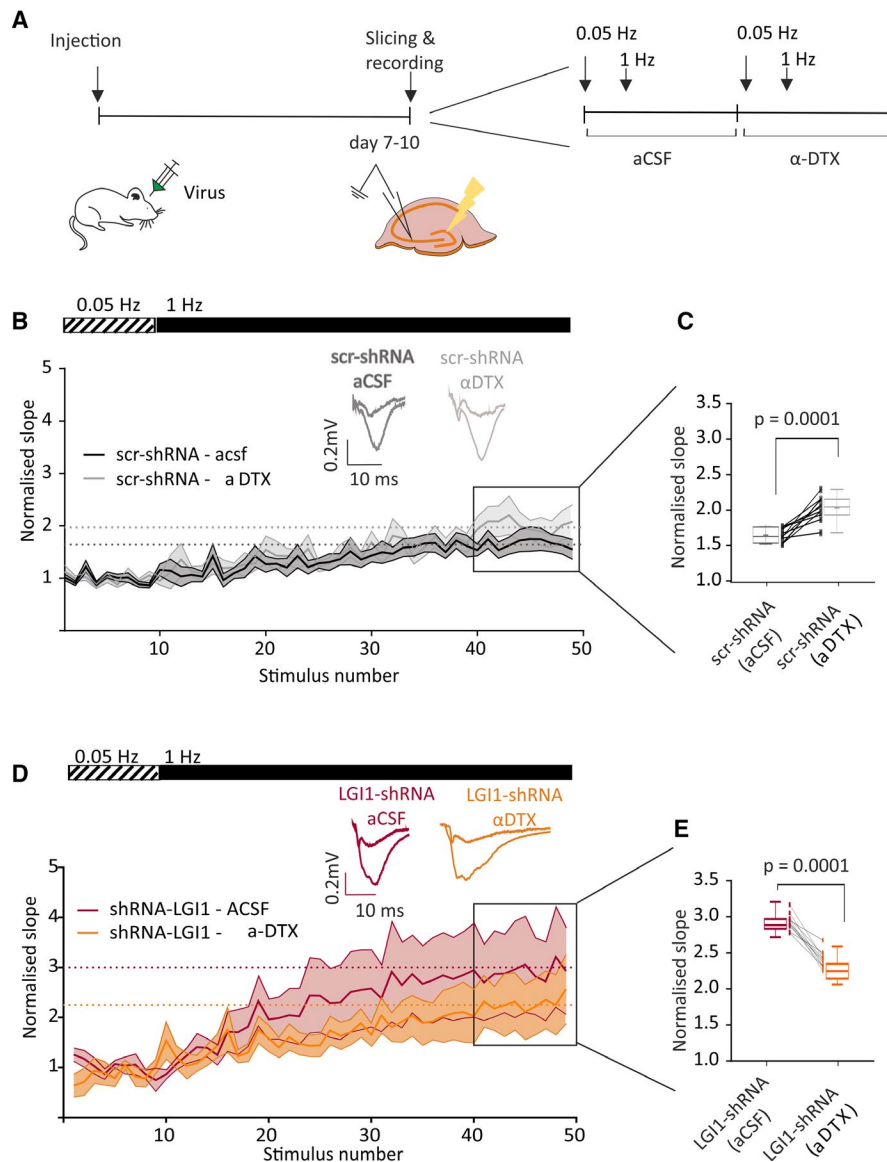 A
Injection
Slicing &
recording
0.05 Hz
1 Hz
0.05 Hz
1 Hz
day 7-10
aCSF
α-DTX
Virus
B
0.05 Hz
1 Hz
C
scr-shRNA
aCSF
scr-shRNA
αDTX
0.2mV
10 ms
scr-shRNA - acsf
scr-shRNA - a DTX
Normalised slope
5
4
3
2
1
10
20
30
40
50
Stimulus number
p = 0.0001
Normalised slope
3.5
3.0
2.5
2.0
1.5
1.0
scr-shRNA
(aCSF)
scr-shRNA
(aDTX)
D
0.05 Hz
1 Hz
E
LGI1-shRNA
aCSF
LGI1-shRNA
αDTX
0.2mV
10 ms
shRNA-LGI1 - ACSF
shRNA-LGI1 - a-DTX
Normalised slope
5
4
3
2
1
10
20
30
40
50
Stimulus number
p = 0.0001
Normalised slope
3.5
3.0
2.5
2.0
1.5
1.0
LGI1-shRNA
(aCSF)
LGI1-shRNA
(aDTX)